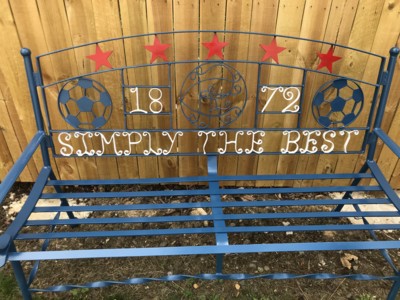 18 72
SIMPLY THE BEST